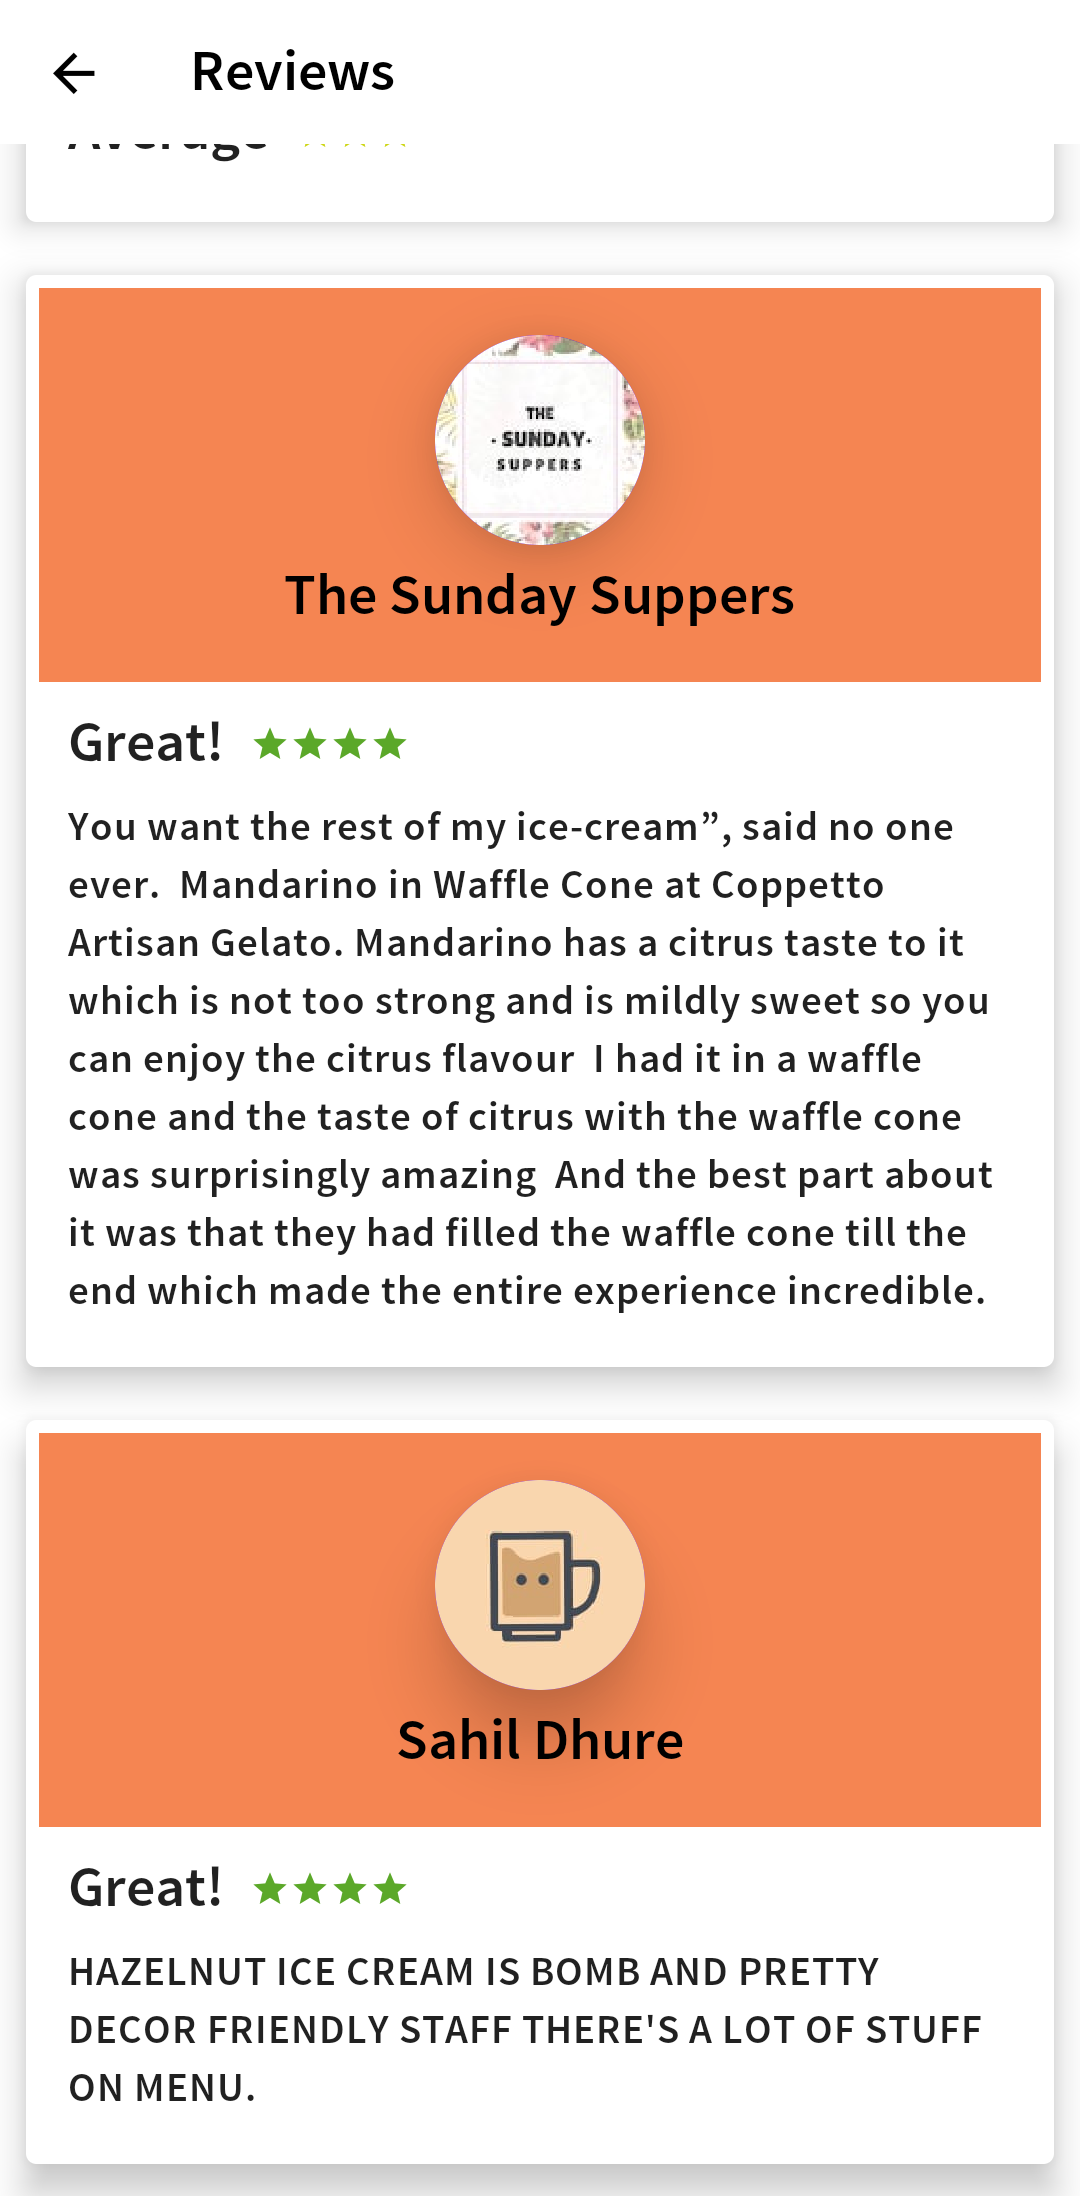 Reviews
Average
THE
· SUNDAY·
SUPPERS
The Sunday Suppers
Great!
You want the rest of my ice-cream”, said no one
ever.  Mandarino in Waffle Cone at Coppetto
Artisan Gelato. Mandarino has a citrus taste to it
which is not too strong and is mildly sweet so you
can enjoy the citrus flavour  I had it in a waffle
cone and the taste of citrus with the waffle cone
was surprisingly amazing  And the best part about
it was that they had filled the waffle cone till the
end which made the entire experience incredible.
Sahil Dhure
Great!
HAZELNUT ICE CREAM IS BOMB AND PRETTY
DECOR FRIENDLY STAFF THERE'S A LOT OF STUFF
ON MENU.